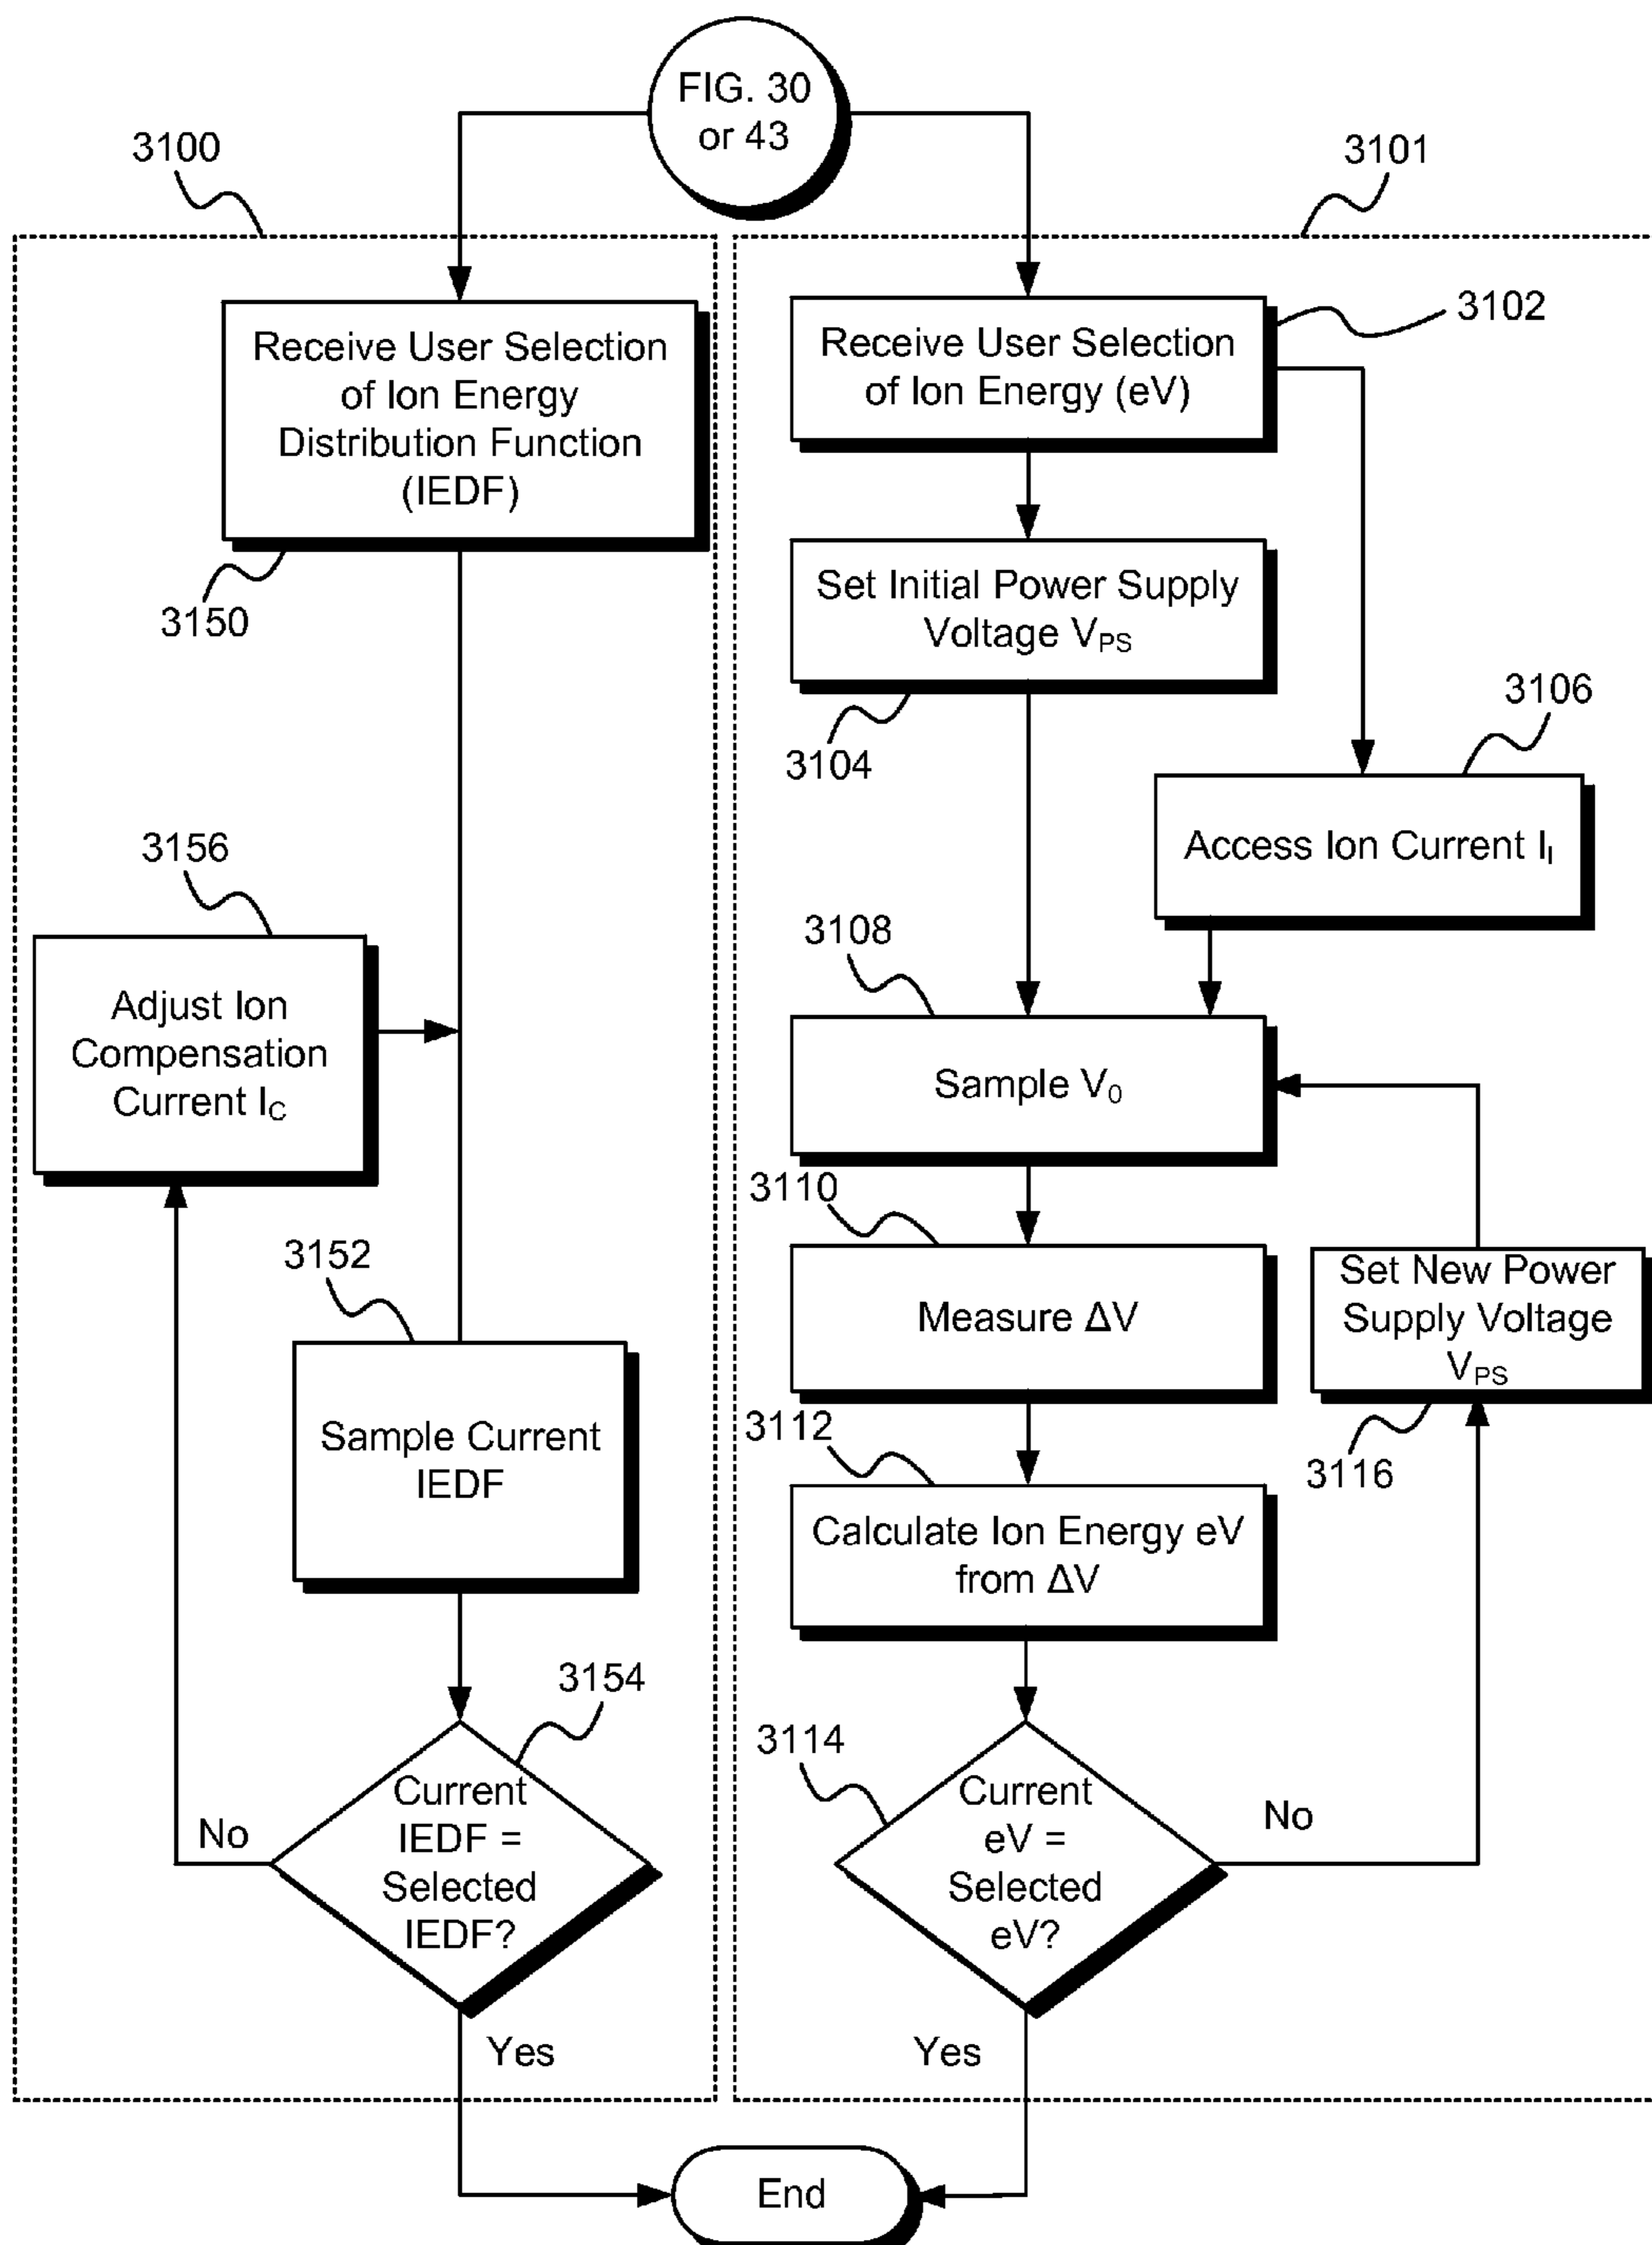 FIG. 30
or 43
3100
3101
Receive User Selection
of Ion Energy
Distribution Function
(IEDF)
3150
Receive User Selection
of Ion Energy (eV)
3102
Set Initial Power Supply
Voltage VPS
3104
3106
Access Ion Current II
3156
Adjust Ion
Compensation
Current IC
3108
Sample V0
3110
Measure ΔV
Set New Power
Supply Voltage
VPS
3116
3152
Sample Current
IEDF
3112
Calculate Ion Energy eV
from ΔV
3154
Current
IEDF =
Selected
IEDF?
No
Yes
3114
Current
eV =
Selected
eV?
No
Yes
End